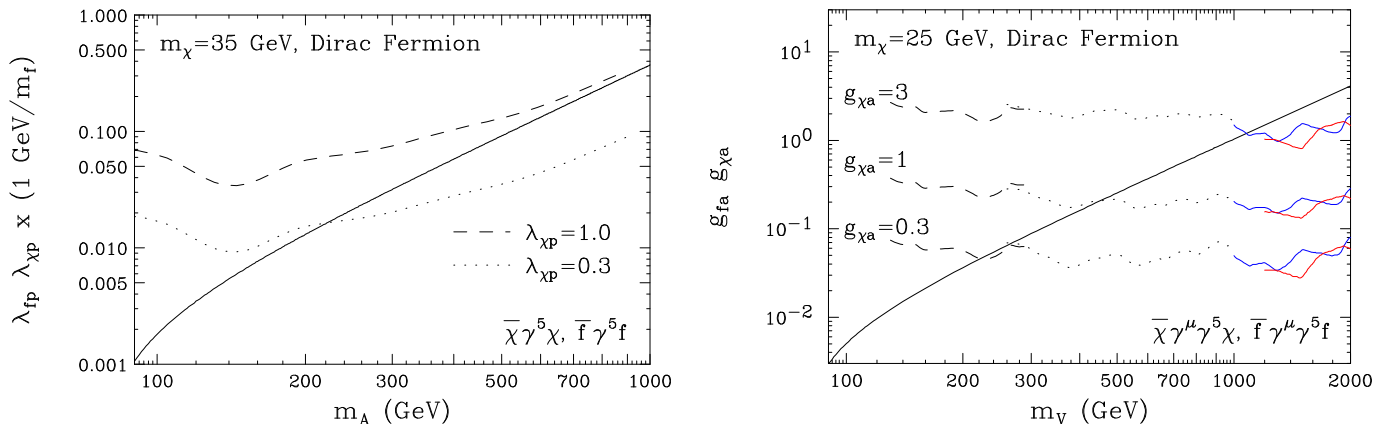 m_χ=35 GeV, Dirac Fermion
λ_fp λ_χp x (1 GeV/m_f)
1.000
0.500
0.100
0.050
0.010
0.005
0.001
λ_χp=1.0
λ_χp=0.3
χ̅γ⁵χ, f̅γ⁵f
100 200 300 500 700 1000
m_A (GeV)
m_χ=25 GeV, Dirac Fermion
g_fa g_χa
10¹
10⁰
10⁻¹
10⁻²
g_χa=3
g_χa=1
g_χa=0.3
χ̅γ^μγ⁵χ, f̅γ^μγ⁵f
100 200 300 500 700 1000 2000
m_V (GeV)